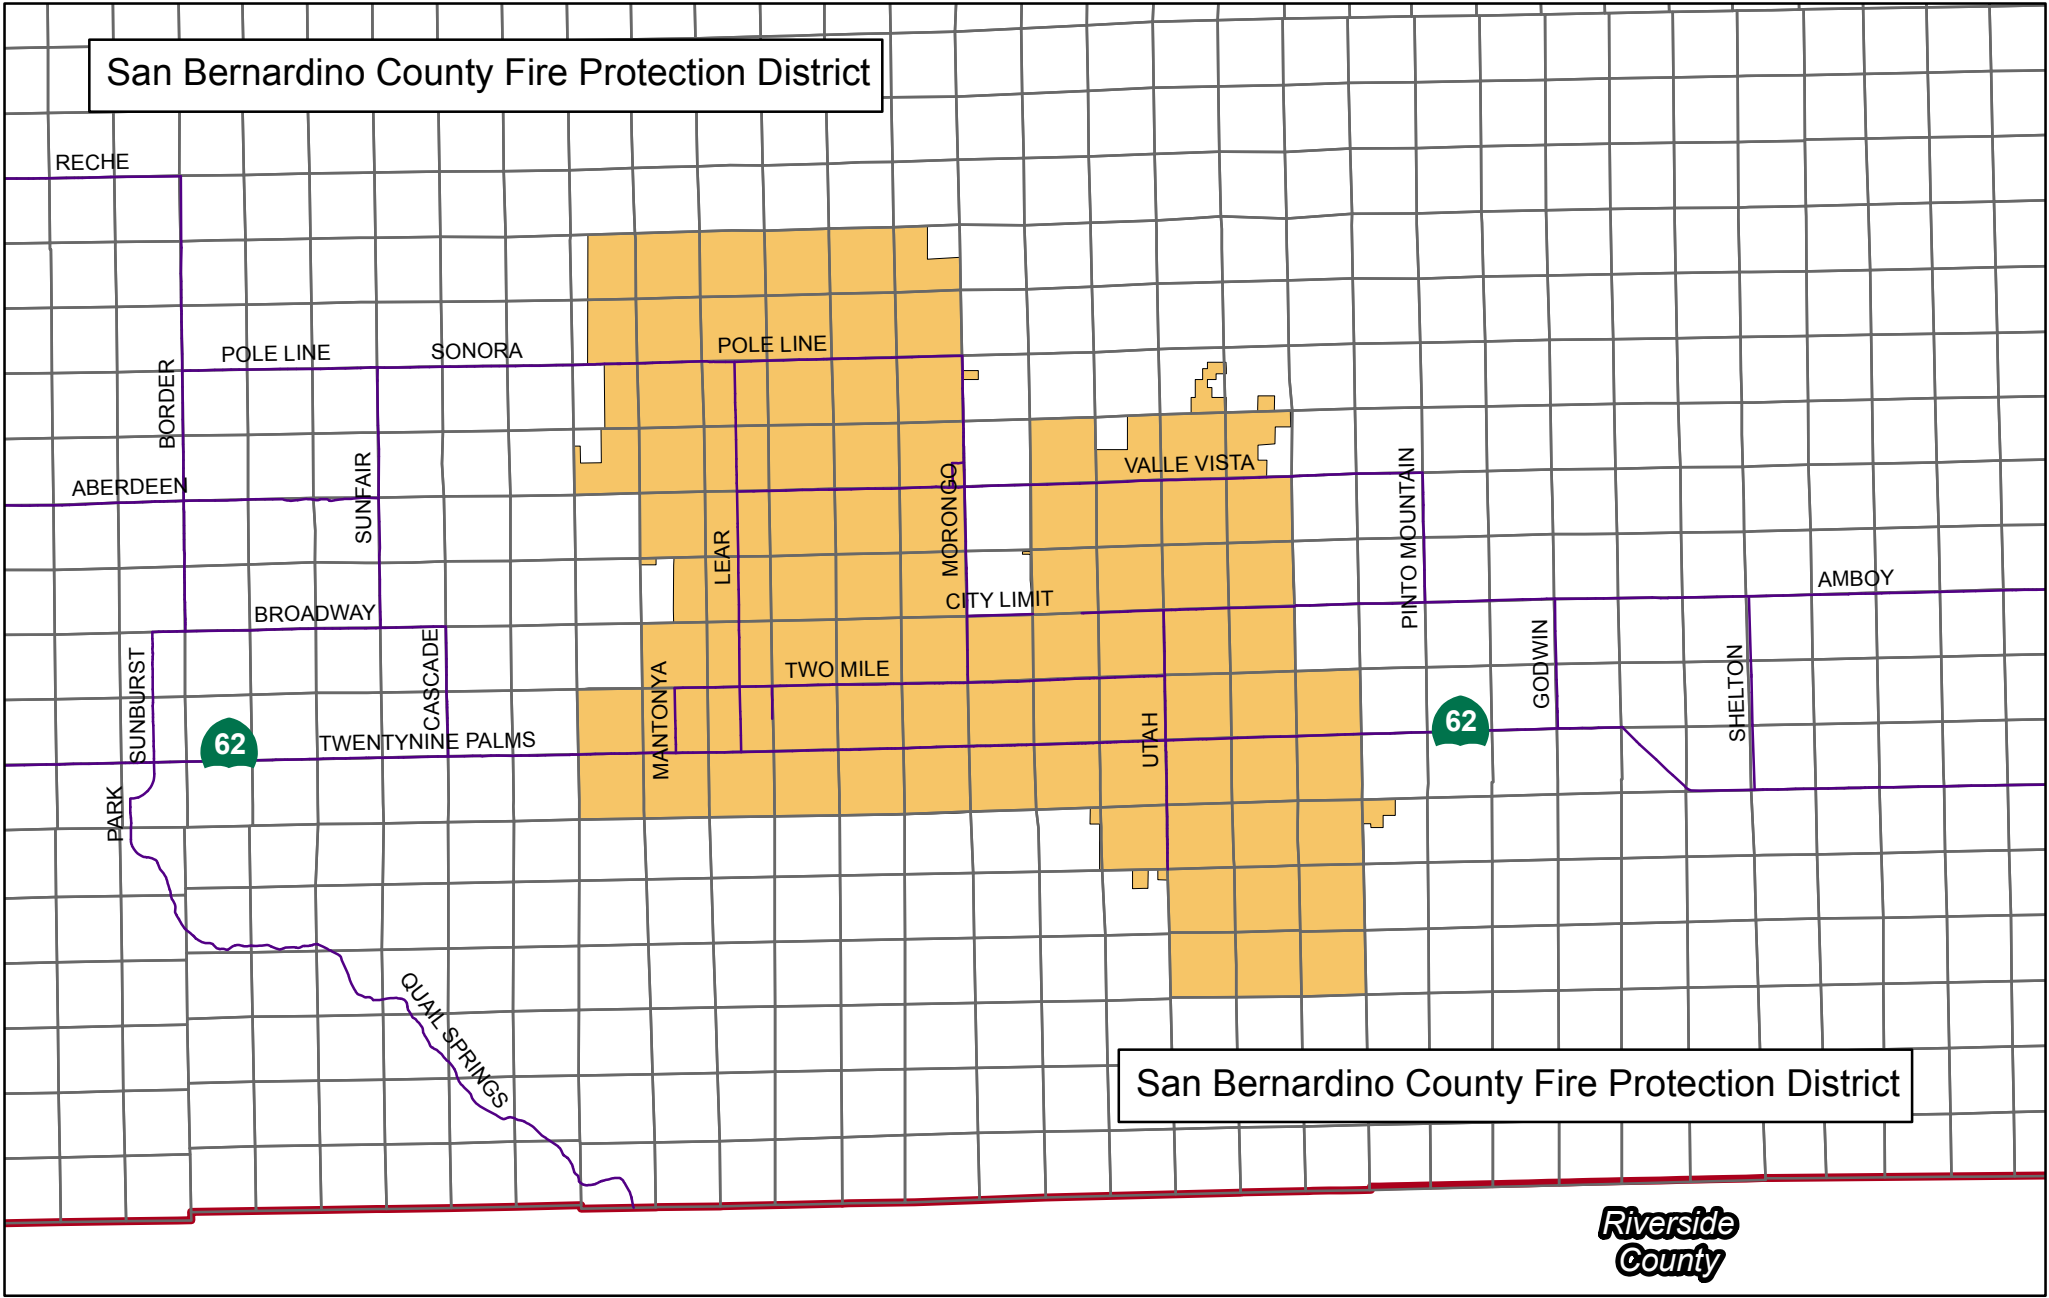 San Bernardino County Fire Protection District
RECHE
POLE LINE
SONORA
POLE LINE
BORDER
SUNFAIR
ABERDEEN
VALLE VISTA
MORONGO
PINTO MOUNTAIN
LEAR
AMBOY
CITY LIMIT
BROADWAY
CASCADE
SUNBURST
GODWIN
SHELTON
TWO MILE
MANTONYA
UTAH
62
62
TWENTYNINE PALMS
PARK
QUAIL SPRINGS
San Bernardino County Fire Protection District
Riverside
County